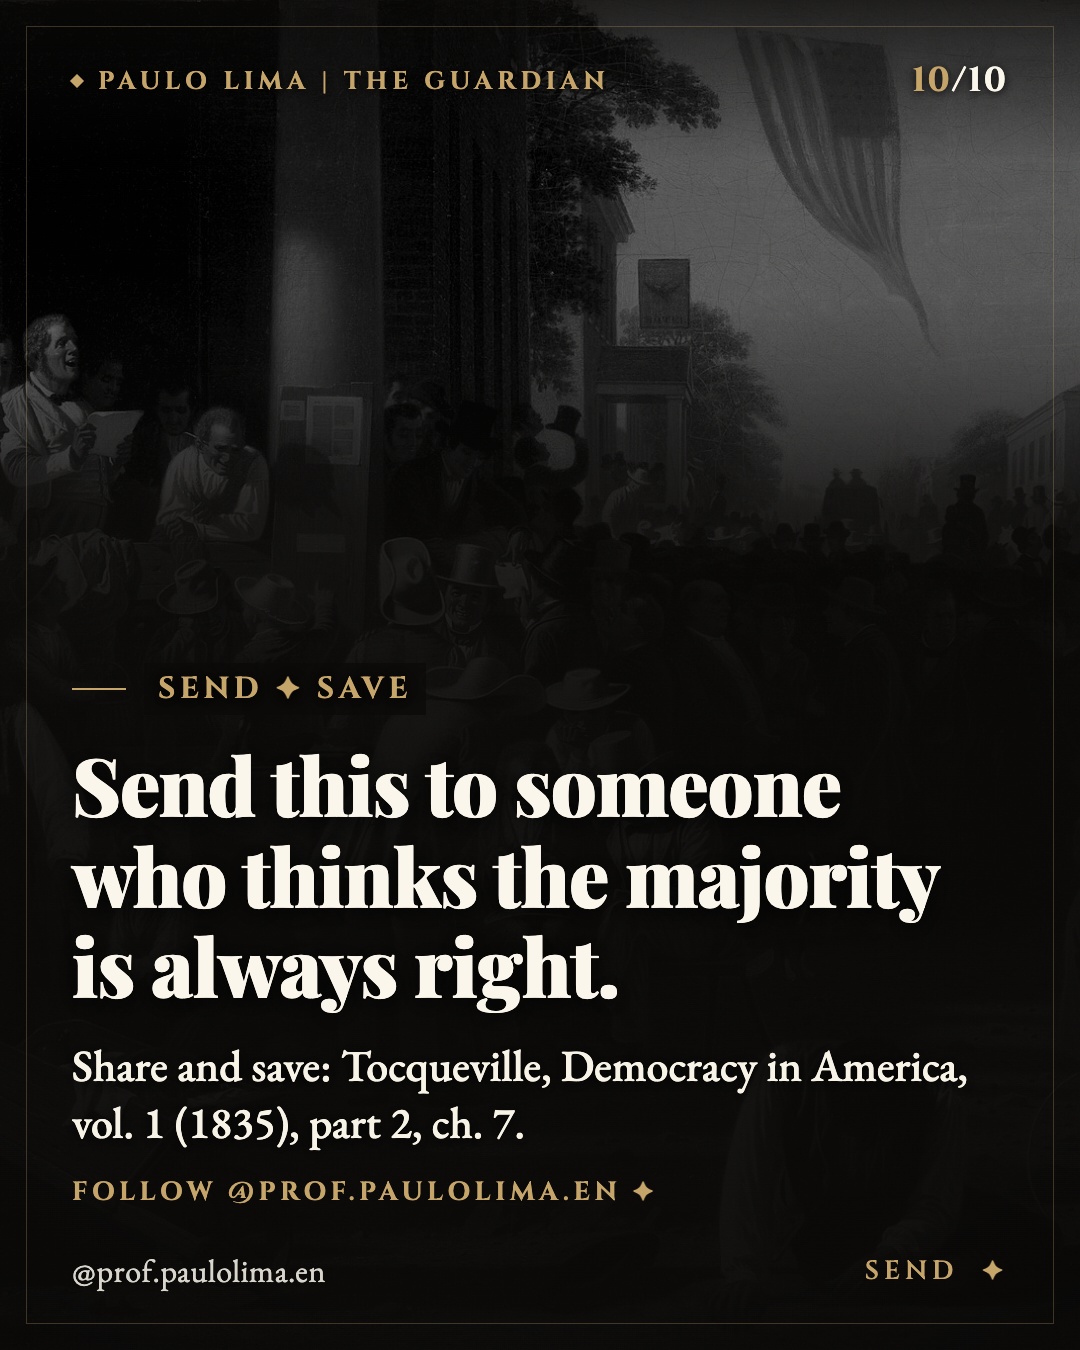 ◆ PAULO LIMA | THE GUARDIAN
10/10
SEND ✦ SAVE
Send this to someone
who thinks the majority
is always right.
Share and save: Tocqueville, Democracy in America,
vol. 1 (1835), part 2, ch. 7.
FOLLOW @PROF.PAULOLIMA.EN ✦
@prof.paulolima.en
SEND ✦